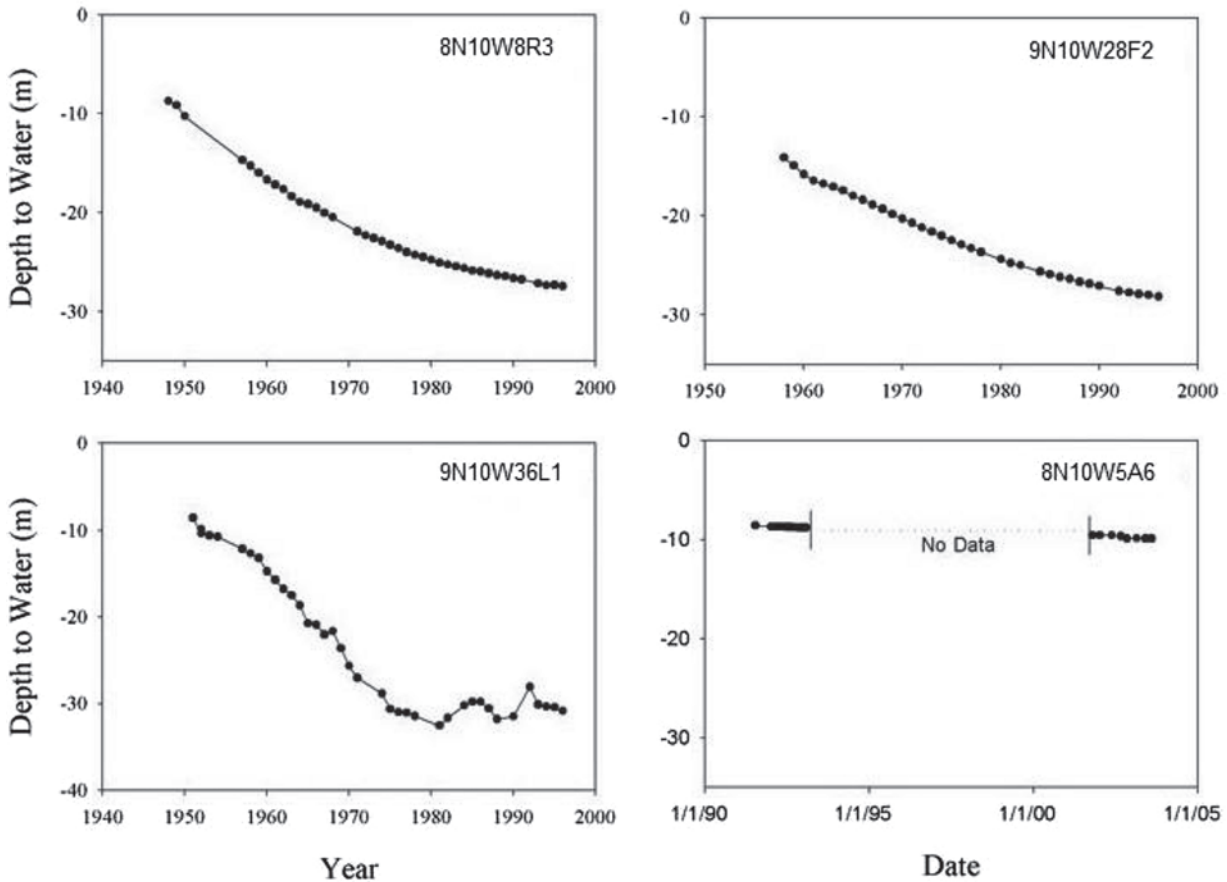 8N10W8R3
Depth to Water (m)
0
-10
-20
-30
1940 1950 1960 1970 1980 1990 2000
9N10W28F2
0
-10
-20
-30
1950 1960 1970 1980 1990 2000
9N10W36L1
Depth to Water (m)
0
-10
-20
-30
-40
1940 1950 1960 1970 1980 1990 2000
Year
8N10W5A6
0
-10
-20
-30
No Data
1/1/90 1/1/95 1/1/00 1/1/05
Date